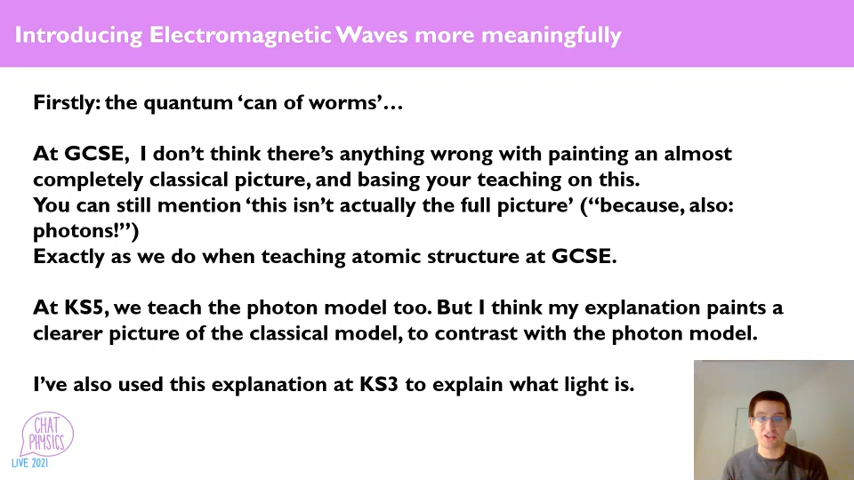 Introducing Electromagnetic Waves more meaningfully
Firstly: the quantum ‘can of worms’…
At GCSE, I don’t think there’s anything wrong with painting an almost
completely classical picture, and basing your teaching on this.
You can still mention ‘this isn’t actually the full picture’ (“because, also:
photons!”)
Exactly as we do when teaching atomic structure at GCSE.
At KS5, we teach the photon model too. But I think my explanation paints a
clearer picture of the classical model, to contrast with the photon model.
I’ve also used this explanation at KS3 to explain what light is.
CHAT
PHYSICS
LIVE 2021